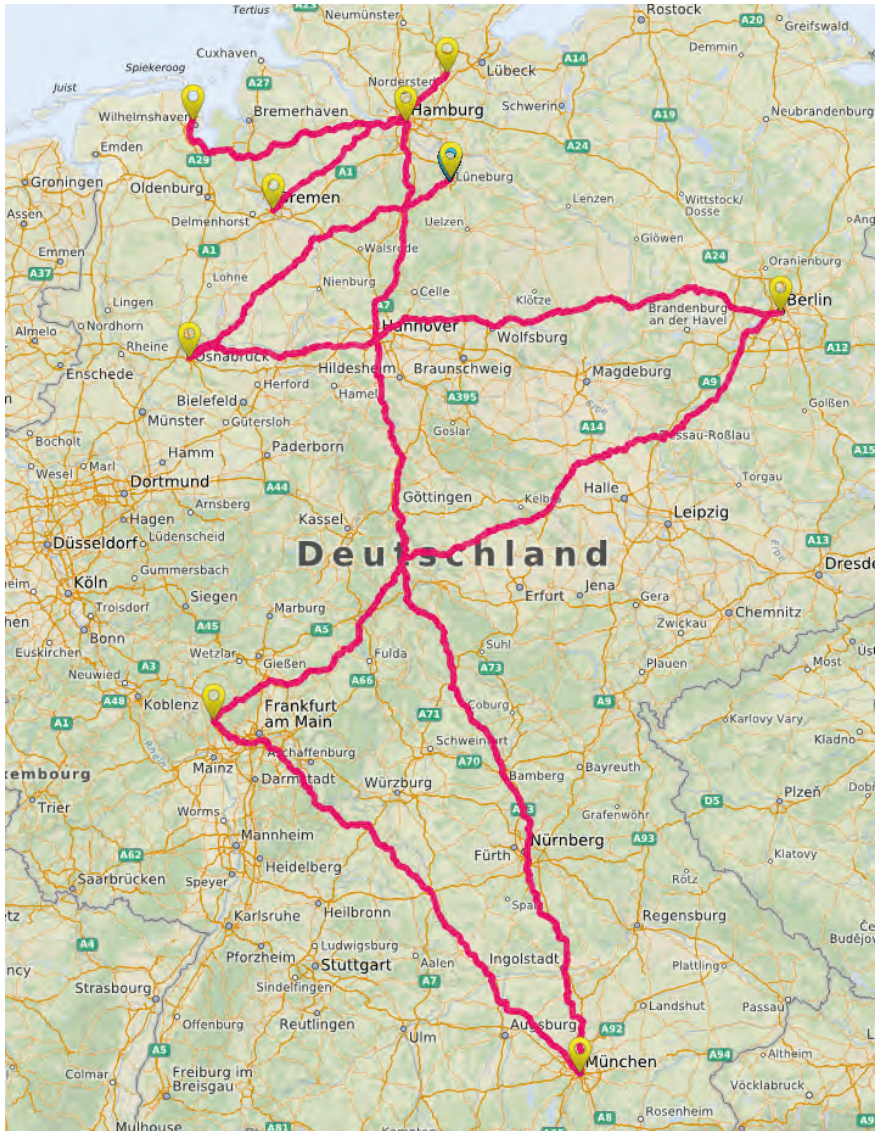 Tertius
A23
Neumünster
Rostock
Greifswald
A20
Cuxhaven
Spiekeroog
Juist
A27
Norderstedt
Lübeck
A14
Demmin
Wilhelmshaven
Bremerhaven
Hamburg
Schwerin
A19
Neubrandenburg
Emden
A29
A24
Groningen
Oldenburg
A1
Lüneburg
Assen
Delmenhorst
Bremen
Uelzen
Lenzen
Wittstock/
Dosse
Emmen
A1
Walsrode
Glöwen
A24
Oranienburg
A37
Lohne
Lingen
Nienburg
Celle
Klötze
Brandenburg
an der Havel
Berlin
A7
Almelo
Nordhorn
Rheine
Osnabrück
Hannover
Wolfsburg
A12
Enschede
Herford
Hildesheim
Braunschweig
Magdeburg
A9
Bielefeld
Hameln
A395
Golßen
Münster
Gütersloh
Goslar
A14
Dessau-Roßlau
A15
Bocholt
Hamm
Paderborn
Wesel
Marl
Dortmund
A44
Göttingen
Kelbra
Halle
Torgau
Hagen
Arnsberg
Kassel
Leipzig
Düsseldorf
Lüdenscheid
Deutschland
A13
Köln
Gummersbach
Erfurt
Jena
Gera
Dresde
Troisdorf
Siegen
Marburg
Chemnitz
Bonn
A45
A5
Zwickau
Euskirchen
A3
Wetzlar
Gießen
Fulda
Suhl
Plauen
Most
Neuwied
A66
A73
A48
Koblenz
Frankfurt
am Main
A71
Coburg
A9
A1
Karlovy Vary
Kladno
Rhein
Aschaffenburg
Schweinfurt
A70
Bayreuth
xembourg
Mainz
Darmstadt
Würzburg
Bamberg
Trier
Worms
Grafenwöhr
D5
Plzeň
Mannheim
Fürth
Nürnberg
A93
A62
Klatovy
Saarbrücken
Speyer
Heidelberg
Rötz
Karlsruhe
Heilbronn
Regensburg
A4
Pforzheim
Ludwigsburg
Aalen
Ingolstadt
Plattling
Stuttgart
A7
Sindelfingen
Strasbourg
Landshut
Passau
Offenburg
Reutlingen
Ulm
Augsburg
A92
A5
München
A94
Altheim
Colmar
Freiburg im
Breisgau
Vöcklabruck
Mulhouse
A81
Kempten
A8
Rosenheim